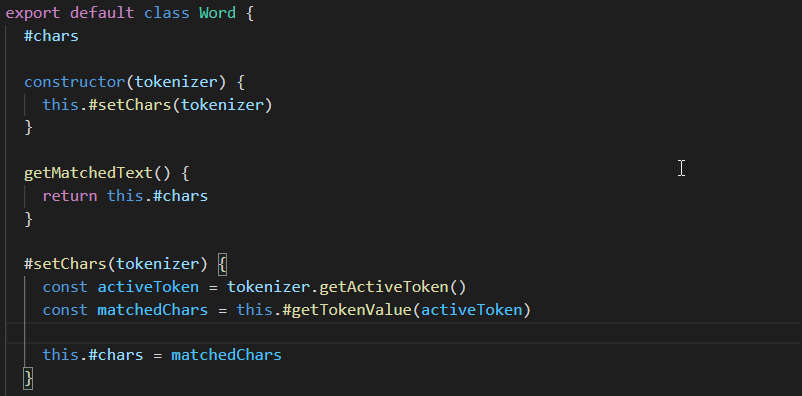 export default class Word {
#chars
constructor(tokenizer) {
this.#setChars(tokenizer)
}
getMatchedText() {
return this.#chars
}
#setChars(tokenizer) {
const activeToken = tokenizer.getActiveToken()
const matchedChars = this.#getTokenValue(activeToken)
this.#chars = matchedChars
}